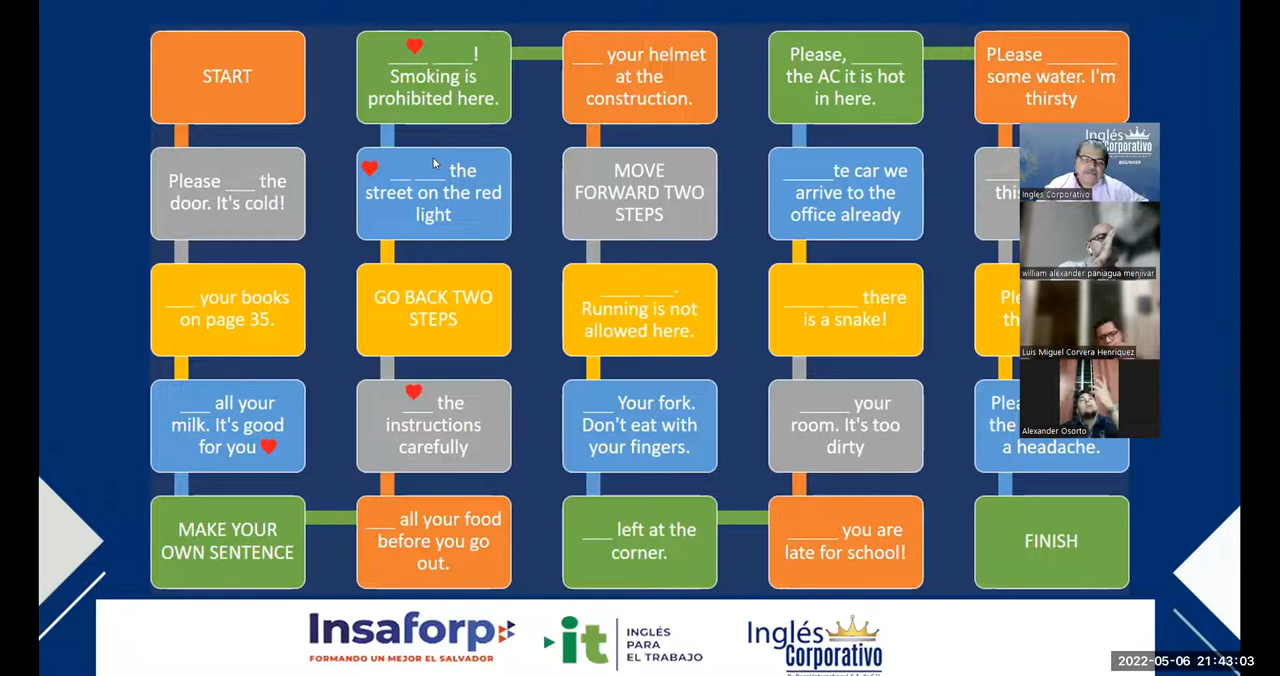 START
Please ___ the
door. It's cold!
___ your books
on page 35.
___ all your
milk. It's good
for you
MAKE YOUR
OWN SENTENCE
____ ____!
Smoking is
prohibited here.
__ ___ the
street on the red
light
GO BACK TWO
STEPS
___ the
instructions
carefully
___ all your food
before you go
out.
___ your helmet
at the
construction.
MOVE
FORWARD TWO
STEPS
_____ ___.
Running is not
allowed here.
___ Your fork.
Don't eat with
your fingers.
___ left at the
corner.
Please, _____
the AC it is hot
in here.
_____te car we
arrive to the
office already
____ ___ there
is a snake!
_____ your
room. It's too
dirty
_____ you are
late for school!
PLease _______
some water. I'm
thirsty
a headache.
FINISH
Inglés
Corporativo
BEGINNER
Ingles Corporativo
william alexander paniagua menjivar
Luis Miguel Corvera Henriquez
Alexander Osorto
Insaforp
FORMANDO UN MEJOR EL SALVADOR
it
INGLÉS
PARA
EL TRABAJO
Inglés
Corporativo
2022-05-06 21:43:03